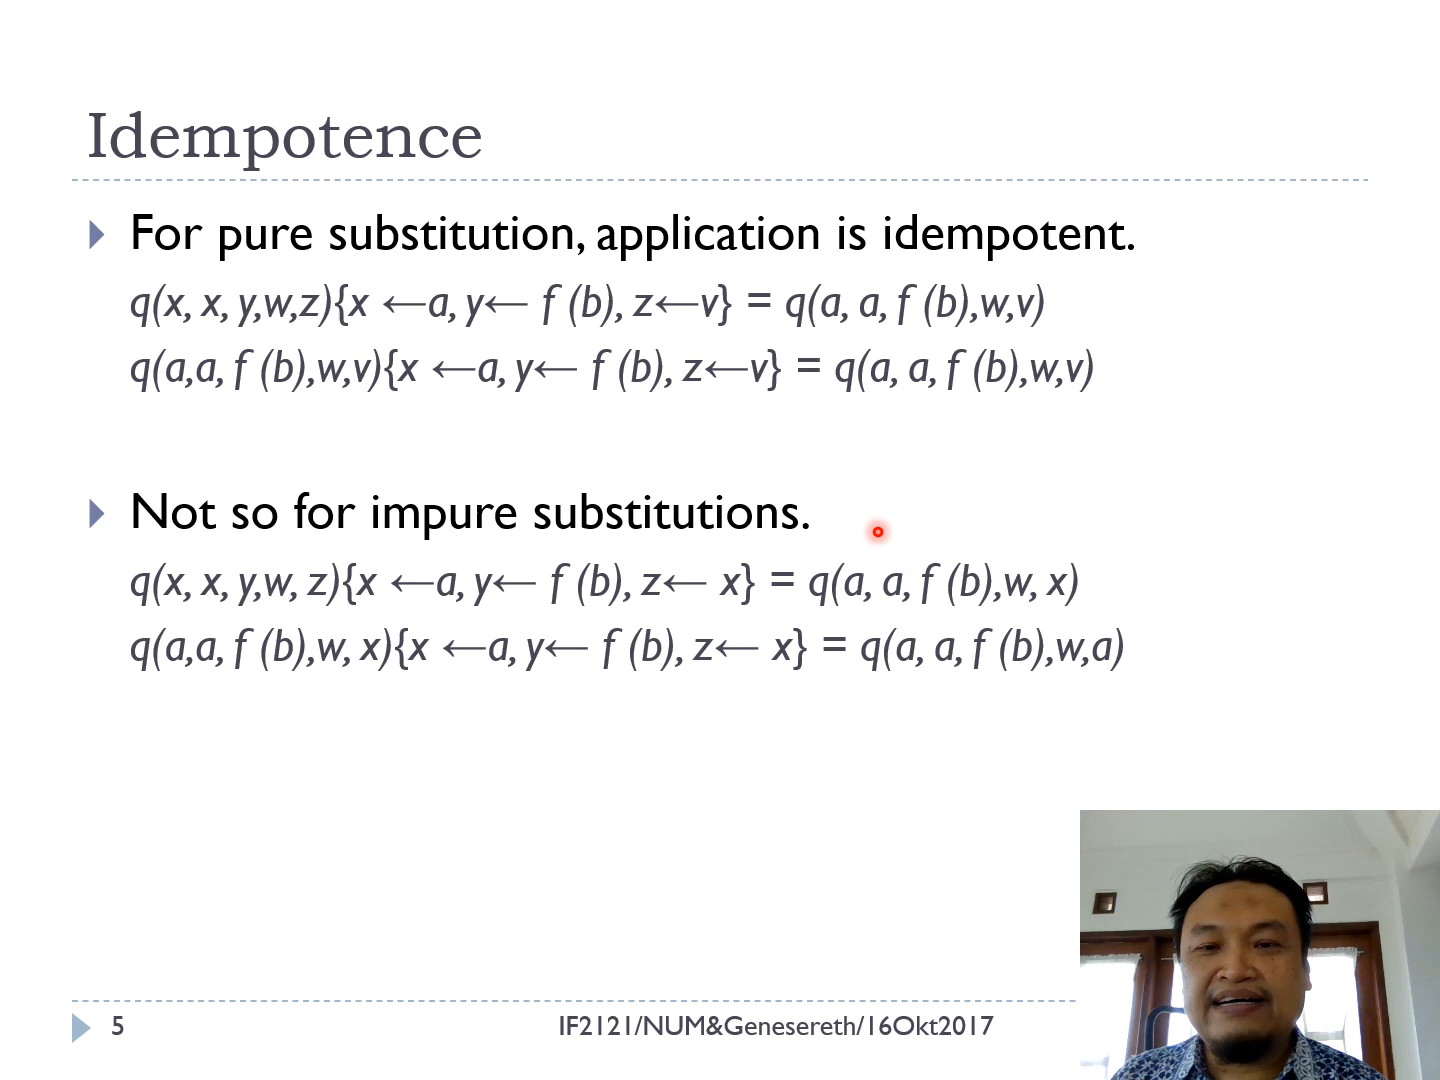 Idempotence
For pure substitution, application is idempotent.
q(x, x, y,w,z){x ←a, y← f (b), z←v} = q(a, a, f (b),w,v)
q(a,a, f (b),w,v){x ←a, y← f (b), z←v} = q(a, a, f (b),w,v)
Not so for impure substitutions.
q(x, x, y,w, z){x ←a, y← f (b), z← x} = q(a, a, f (b),w, x)
q(a,a, f (b),w, x){x ←a, y← f (b), z← x} = q(a, a, f (b),w,a)
5
IF2121/NUM&Genesereth/16Okt2017